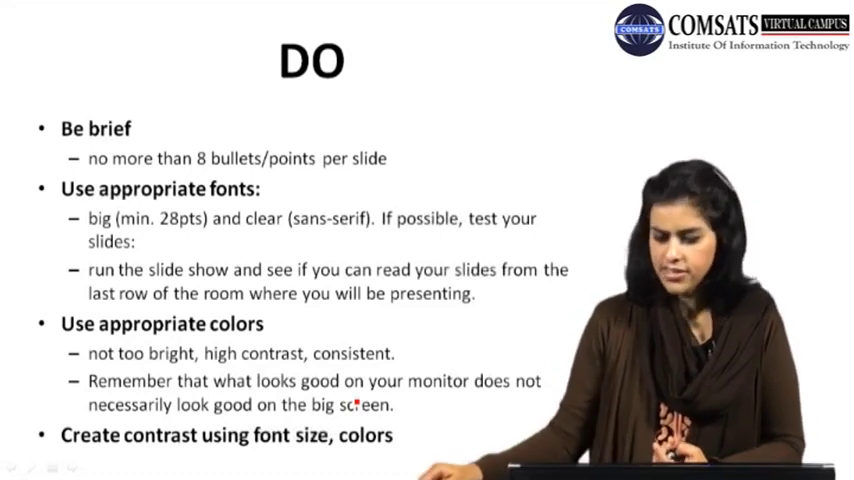 COMSATS VIRTUAL CAMPUS
COMSATS
Institute Of Information Technology
DO
• Be brief
– no more than 8 bullets/points per slide
• Use appropriate fonts:
– big (min. 28pts) and clear (sans-serif). If possible, test your
slides:
– run the slide show and see if you can read your slides from the
last row of the room where you will be presenting.
• Use appropriate colors
– not too bright, high contrast, consistent.
– Remember that what looks good on your monitor does not
necessarily look good on the big screen.
• Create contrast using font size, colors